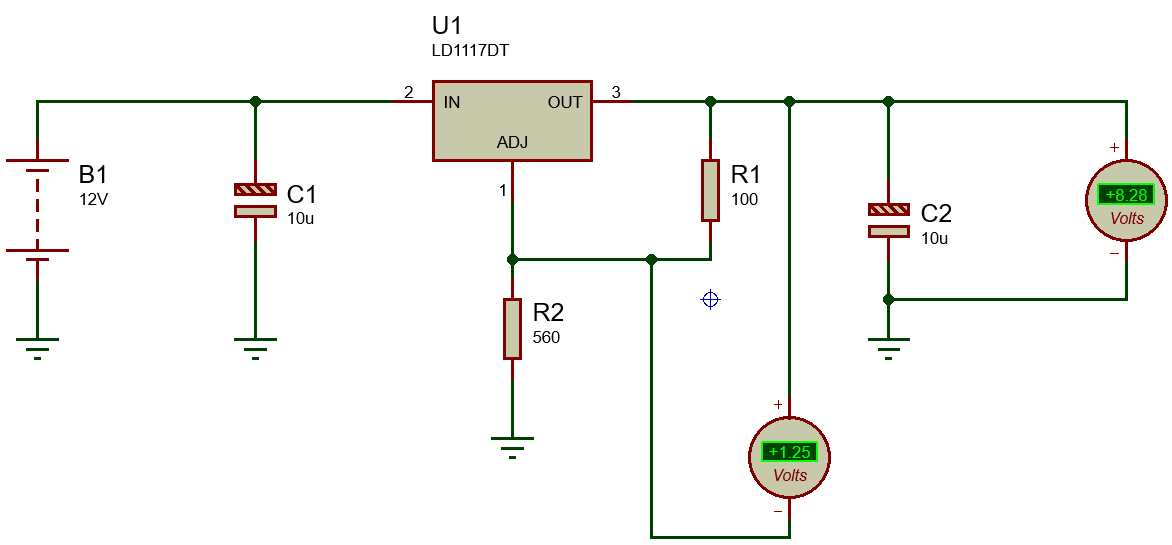 U1
LD1117DT
2
IN
OUT
3
ADJ
1
B1
12V
C1
10u
R1
100
C2
10u
+
+8.28
Volts
−
R2
560
+
+1.25
Volts
−